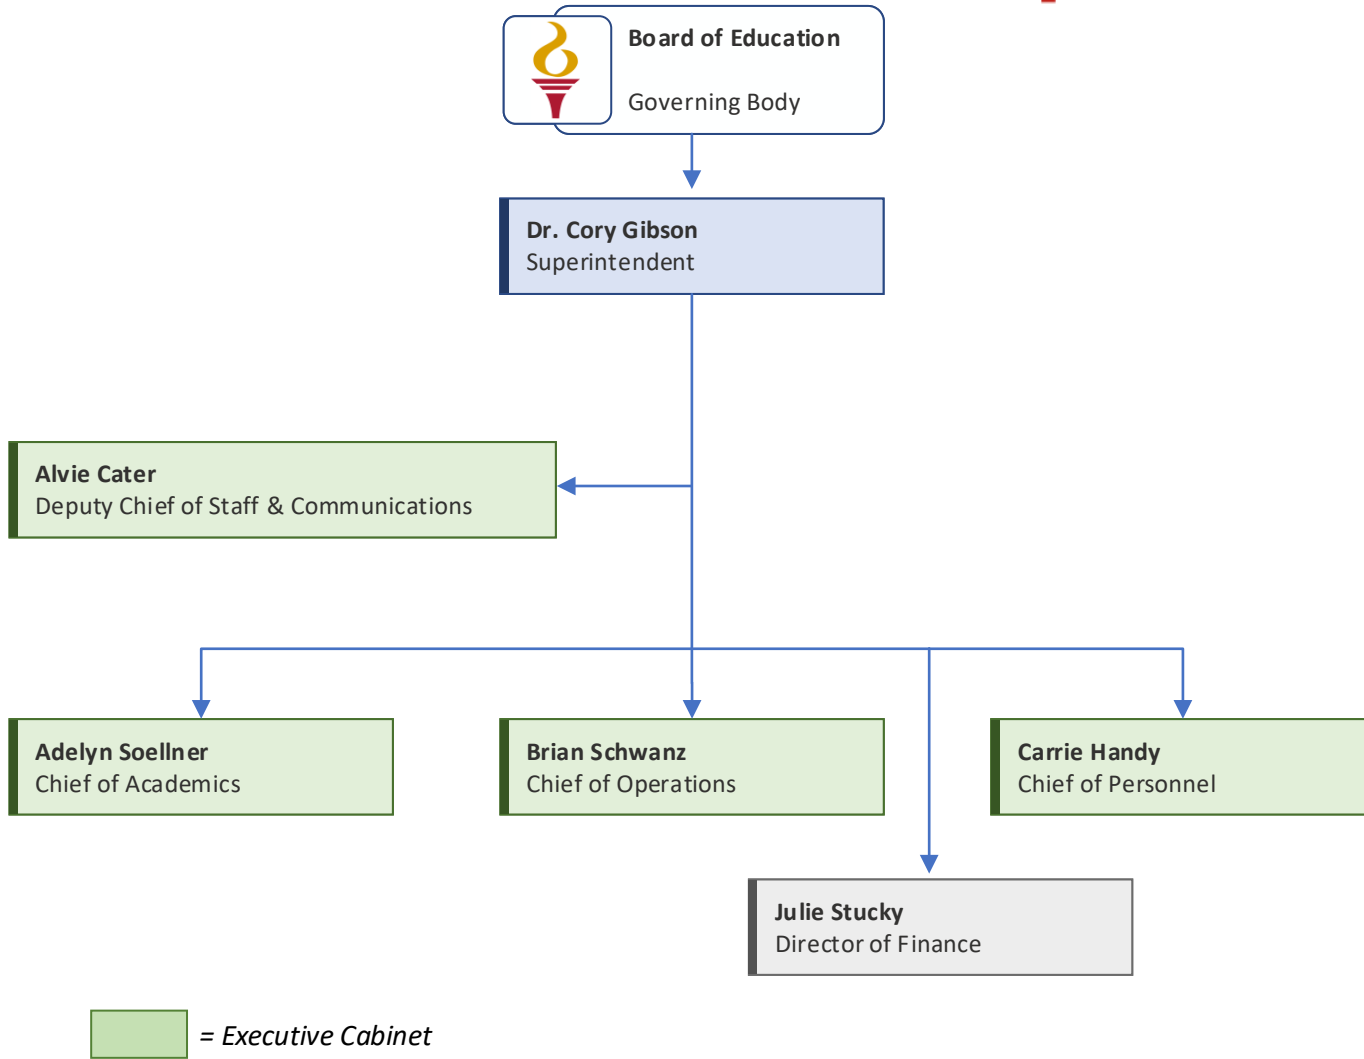 Board of Education
Governing Body
Dr. Cory Gibson
Superintendent
Alvie Cater
Deputy Chief of Staff & Communications
Adelyn Soellner
Chief of Academics
Brian Schwanz
Chief of Operations
Carrie Handy
Chief of Personnel
Julie Stucky
Director of Finance
= Executive Cabinet